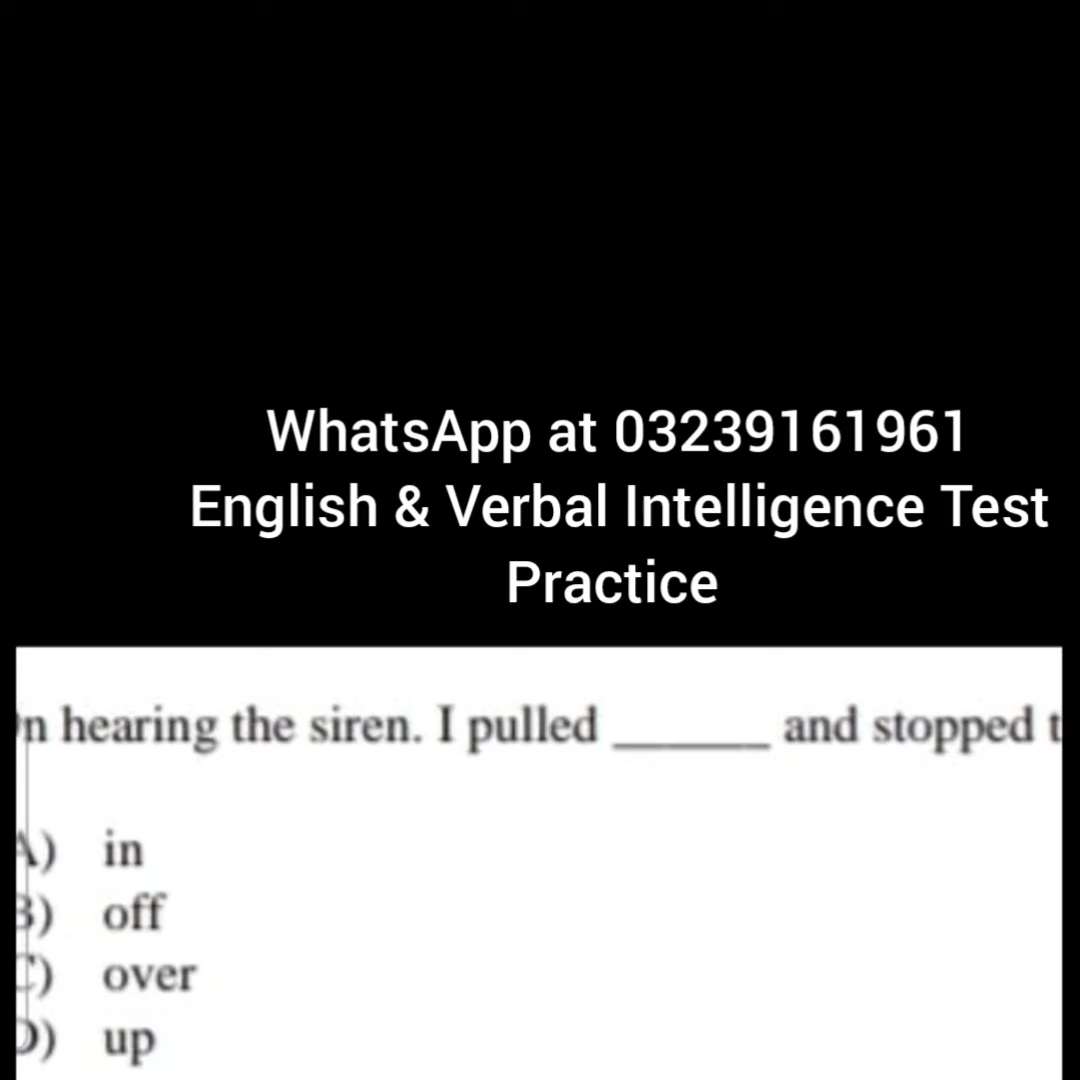 WhatsApp at 03239161961
English & Verbal Intelligence Test
Practice
n hearing the siren. I pulled ______ and stopped t
A) in
B) off
C) over
D) up